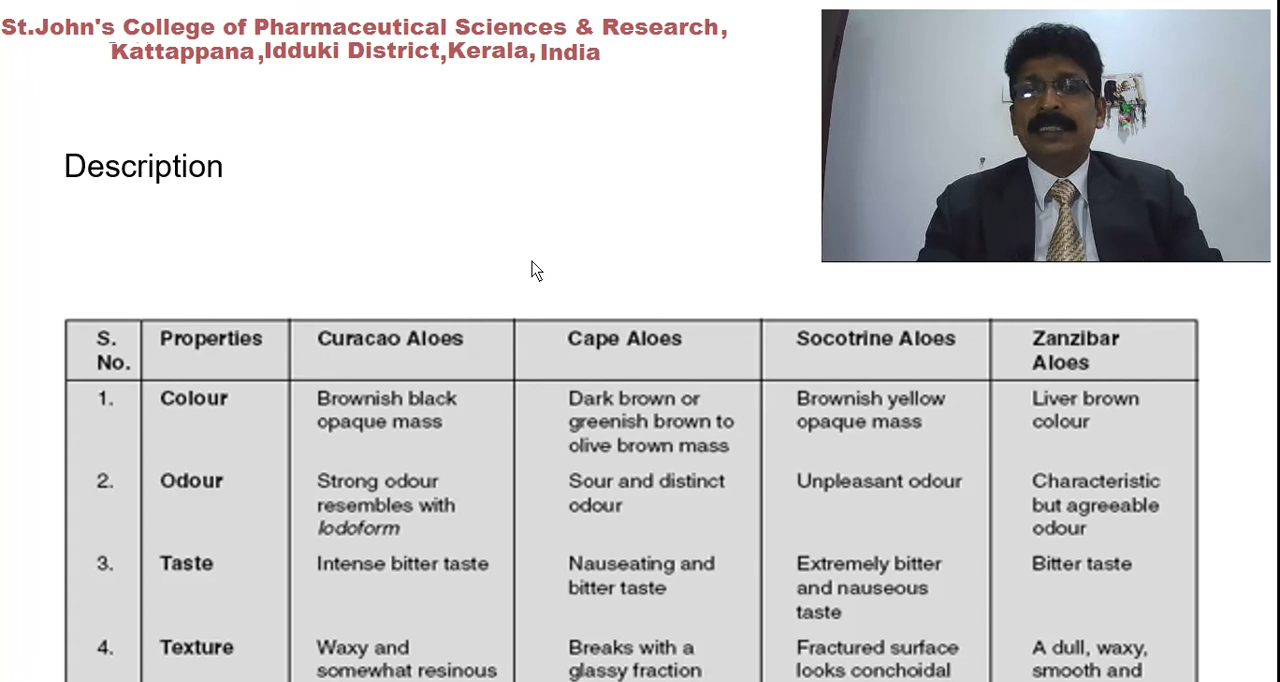 St.John's College of Pharmaceutical Sciences & Research,
Kattappana,Idduki District,Kerala, India
Description
S. No. Properties Curacao Aloes Cape Aloes Socotrine Aloes Zanzibar Aloes
1. Colour Brownish black opaque mass Dark brown or greenish brown to olive brown mass Brownish yellow opaque mass Liver brown colour
2. Odour Strong odour resembles with Iodoform Sour and distinct odour Unpleasant odour Characteristic but agreeable odour
3. Taste Intense bitter taste Nauseating and bitter taste Extremely bitter and nauseous taste Bitter taste
4. Texture Waxy and somewhat resinous Breaks with a glassy fraction Fractured surface looks conchoidal A dull, waxy, smooth and